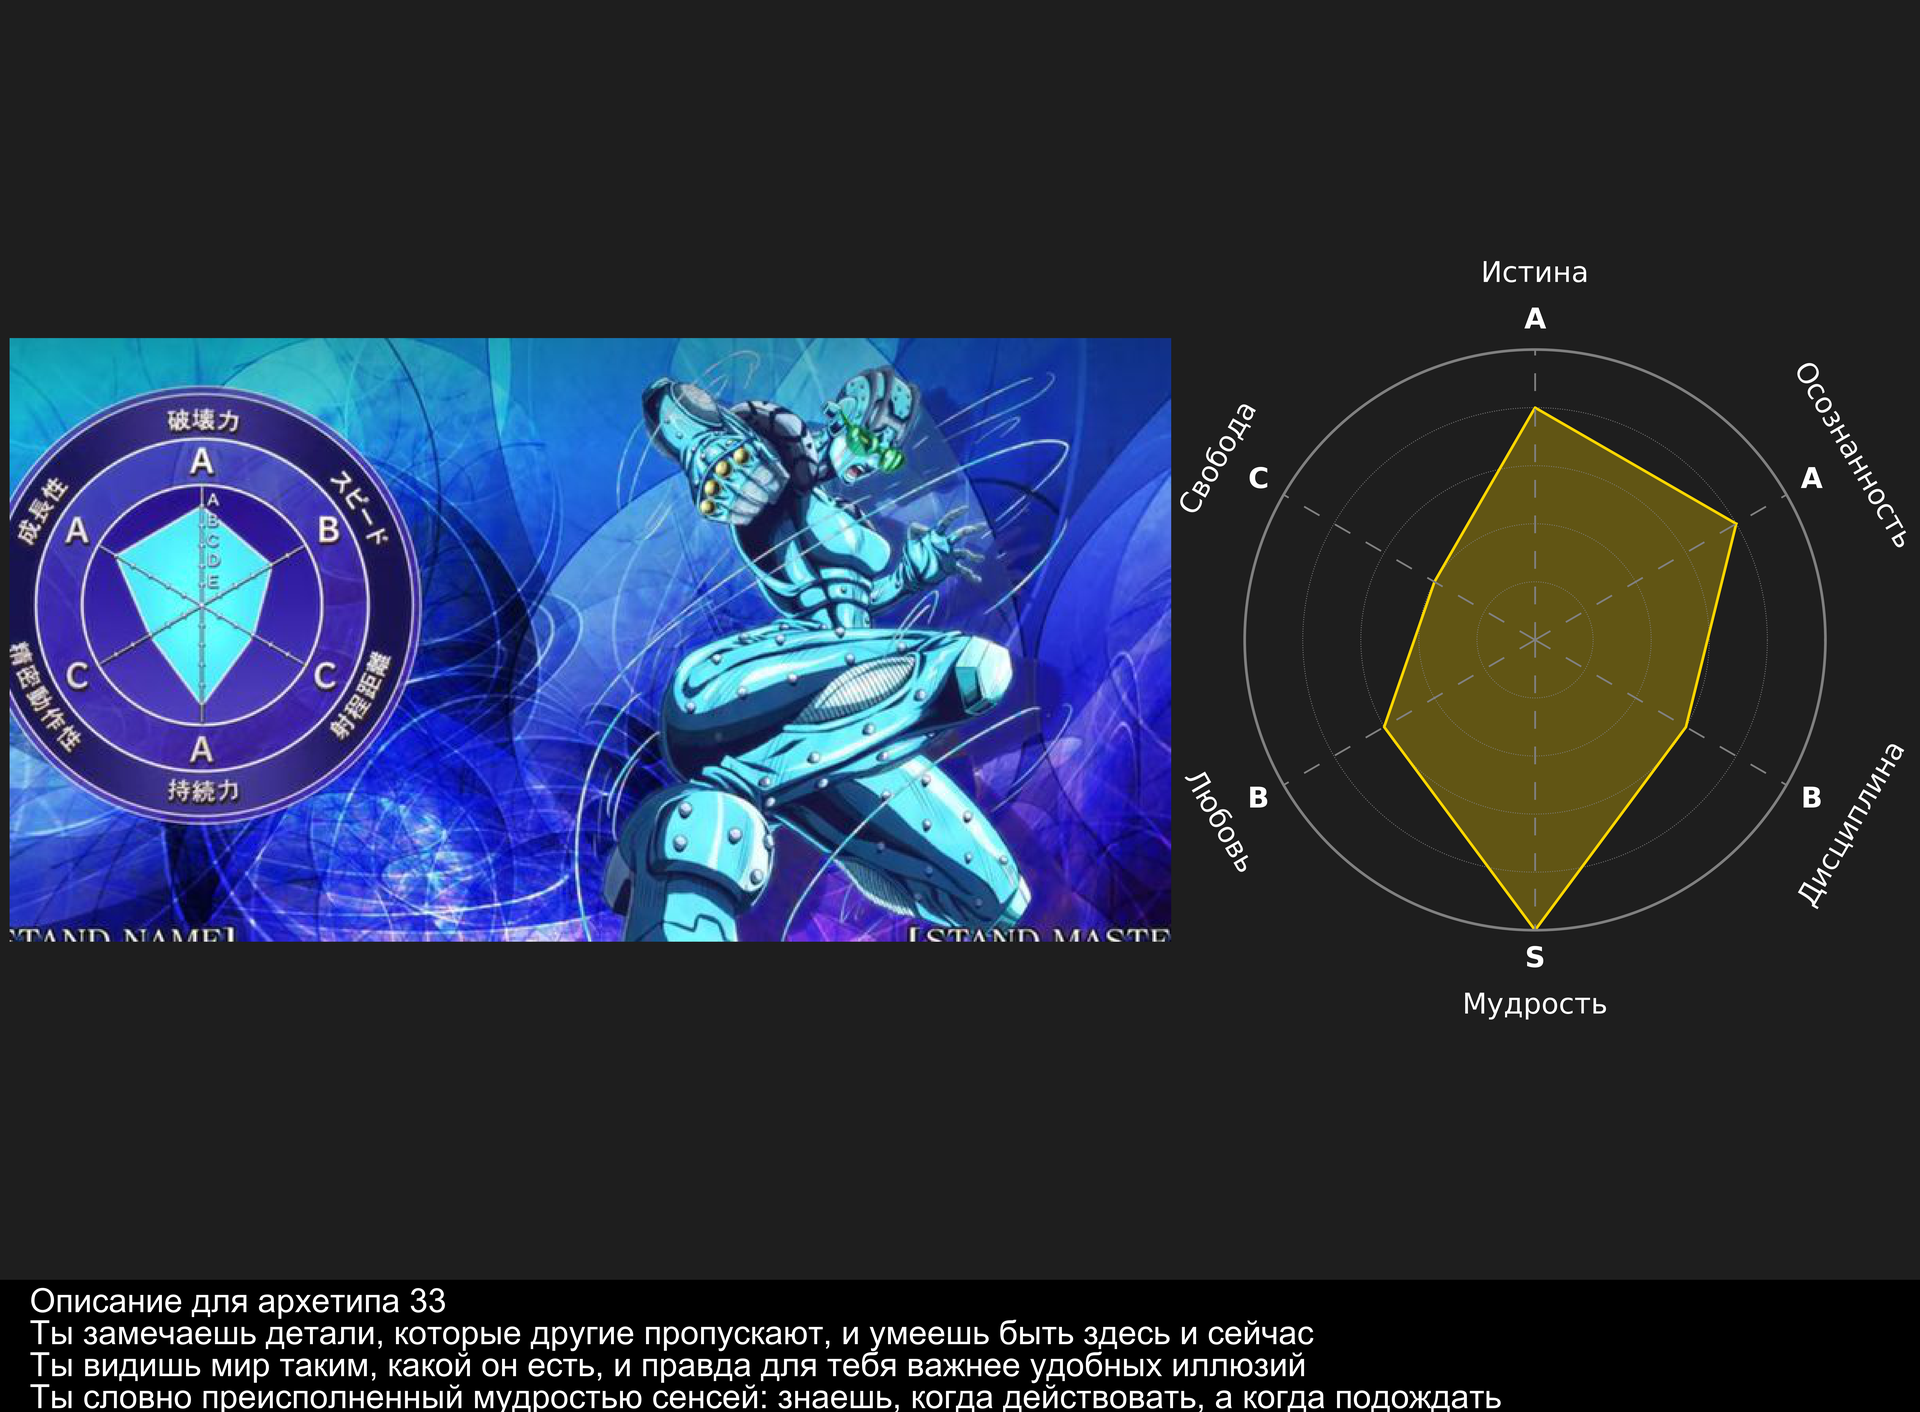 破壊力
A
スピード
B
射程距離
C
持続力
A
精密動作性
C
成長性
A
A
B
C
D
E
TAND NAME]
[STAND MASTE
Истина
A
Осознанность
A
Дисциплина
B
S
Мудрость
Любовь
B
Свобода
C
Описание для архетипа 33
Ты замечаешь детали, которые другие пропускают, и умеешь быть здесь и сейчас
Ты видишь мир таким, какой он есть, и правда для тебя важнее удобных иллюзий
Ты словно преисполненный мудростью сенсей: знаешь, когда действовать, а когда подождать